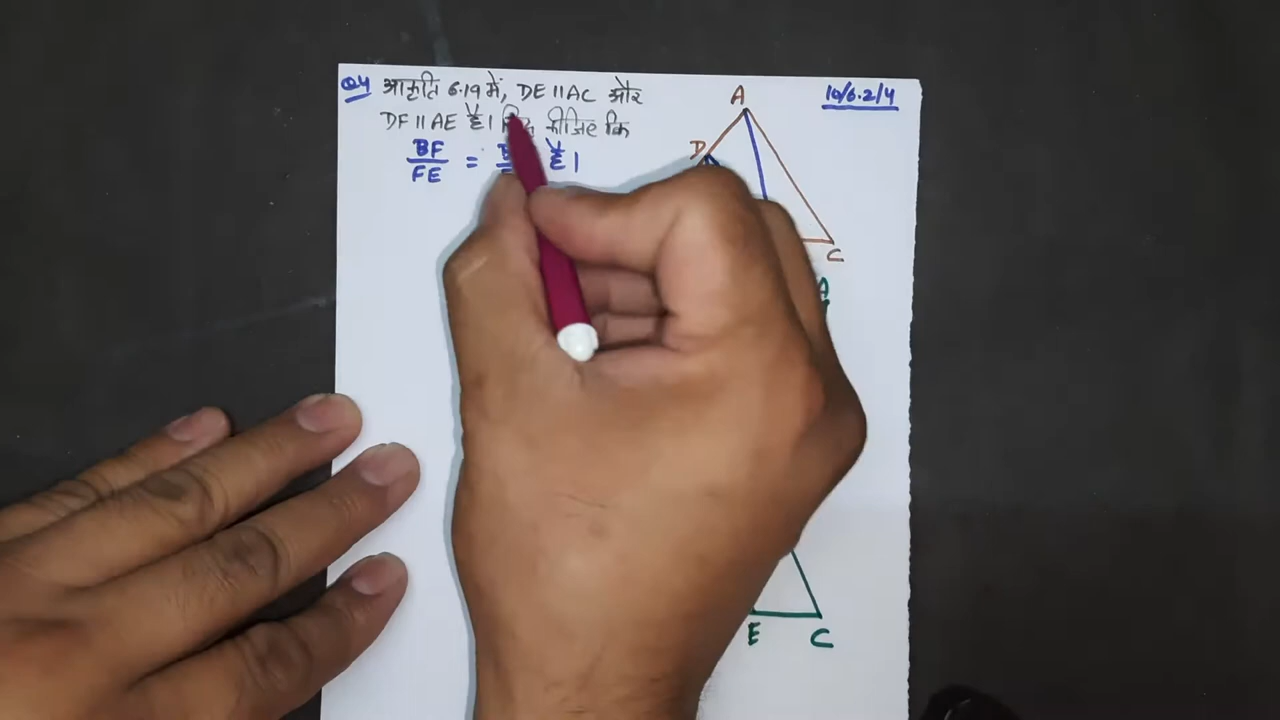 Q4 आकृति 6.19 में, DE || AC और
10/6.2/4
DF || AE है। कीजिए कि
BF/FE = है।
A
D
C
A
E
C